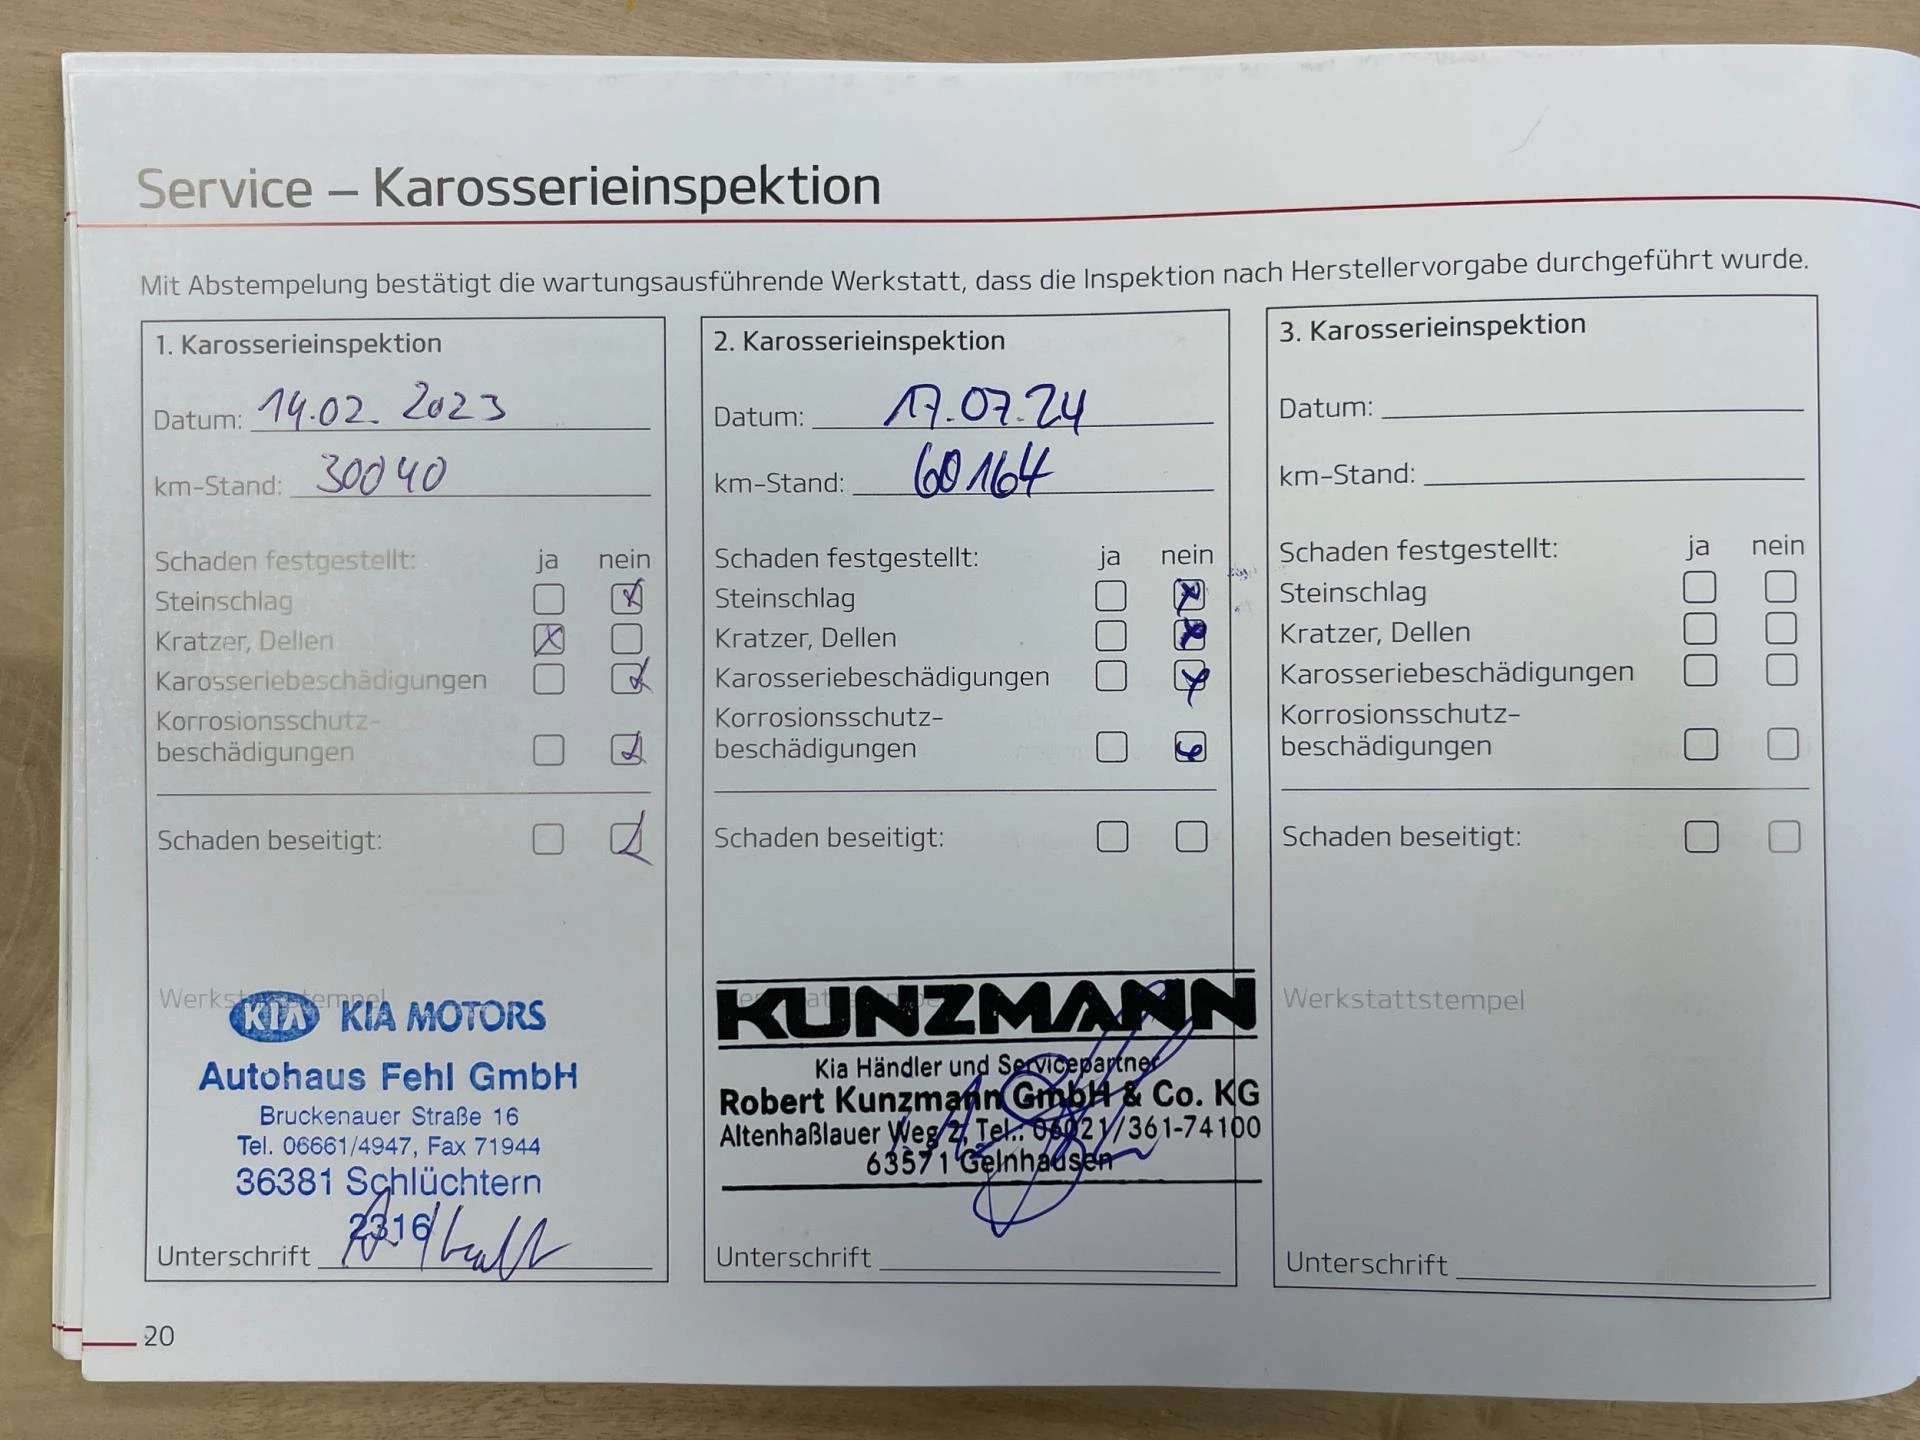 Service – Karosserieinspektion
Mit Abstempelung bestätigt die wartungsausführende Werkstatt, dass die Inspektion nach Herstellervorgabe durchgeführt wurde.
1. Karosserieinspektion
Datum: 14.02.2023
km-Stand: 30040
Schaden festgestellt: ja nein
Steinschlag
Kratzer, Dellen
Karosseriebeschädigungen
Korrosionsschutz-
beschädigungen
Schaden beseitigt:
Werkstattstempel
KIA KIA MOTORS
Autohaus Fehl GmbH
Bruckenauer Straße 16
Tel. 06661/4947, Fax 71944
36381 Schlüchtern
2316
Unterschrift
2. Karosserieinspektion
Datum: 17.07.24
km-Stand: 60164
Schaden festgestellt: ja nein
Steinschlag
Kratzer, Dellen
Karosseriebeschädigungen
Korrosionsschutz-
beschädigungen
Schaden beseitigt:
KUNZMANN
Kia Händler und Servicepartner
Robert Kunzmann GmbH & Co. KG
Altenhaßlauer Weg 2, Tel.: 06021/361-74100
63571 Gelnhausen
Unterschrift
3. Karosserieinspektion
Datum:
km-Stand:
Schaden festgestellt: ja nein
Steinschlag
Kratzer, Dellen
Karosseriebeschädigungen
Korrosionsschutz-
beschädigungen
Schaden beseitigt:
Werkstattstempel
Unterschrift
20